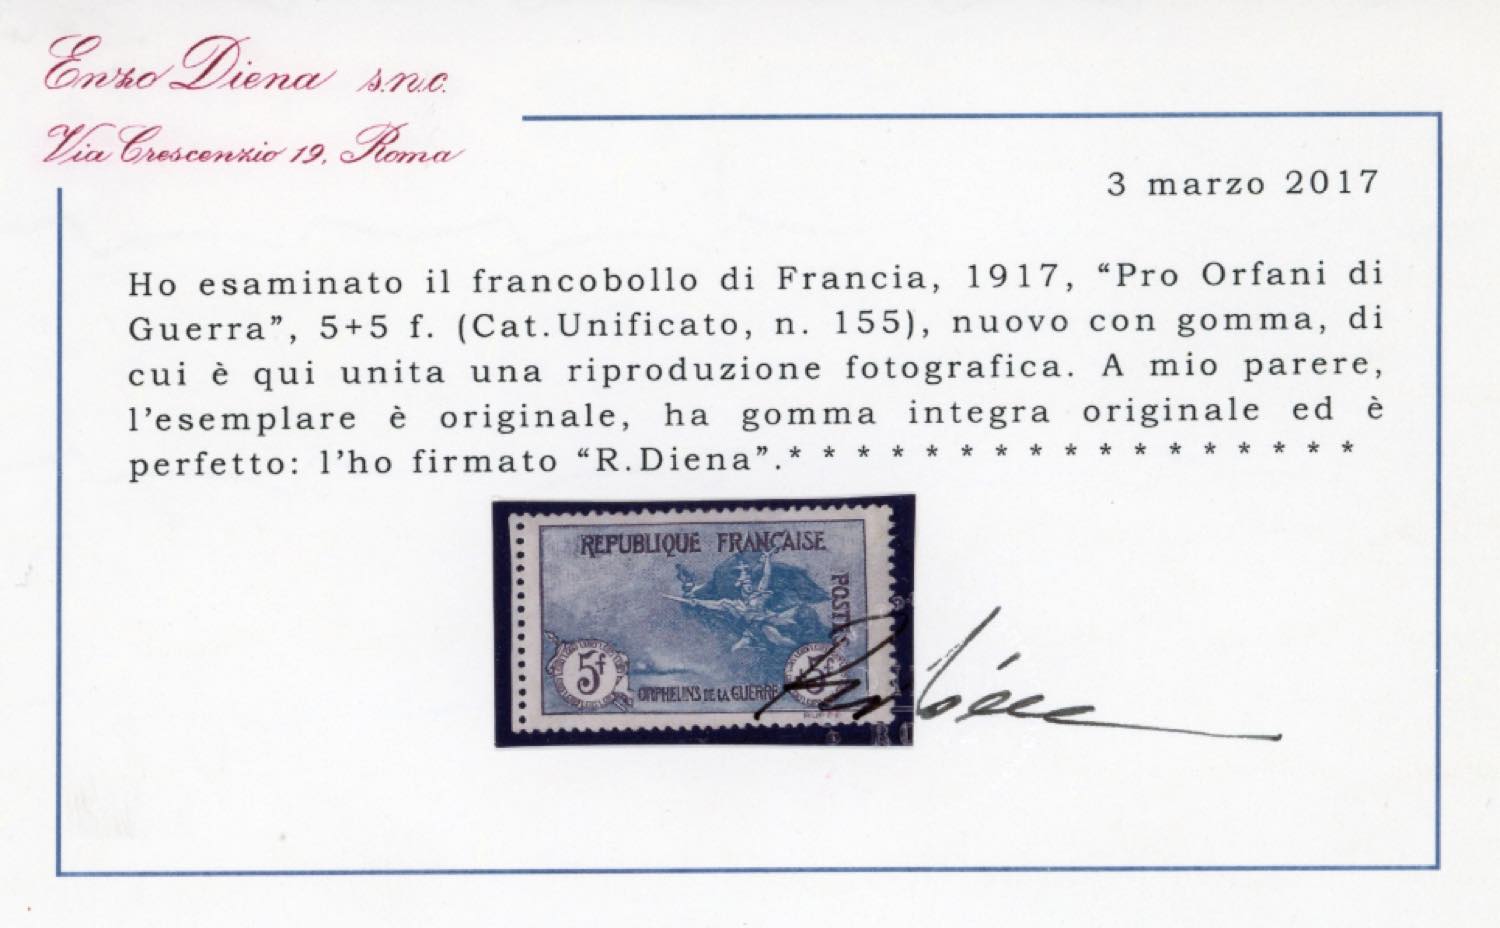 Enzo Diena s.n.c.
Via Crescenzio 19, Roma
3 marzo 2017
Ho esaminato il francobollo di Francia, 1917, “Pro Orfani di
Guerra”, 5+5 f. (Cat.Unificato, n. 155), nuovo con gomma, di
cui è qui unita una riproduzione fotografica. A mio parere,
l'esemplare è originale, ha gomma integra originale ed è
perfetto: l'ho firmato “R.Diena”.* * * * * * * * * * * * * * * * *
REPUBLIQUE FRANÇAISE
POSTES
5f
ORPHELINS DE LA GUERRE
+5f